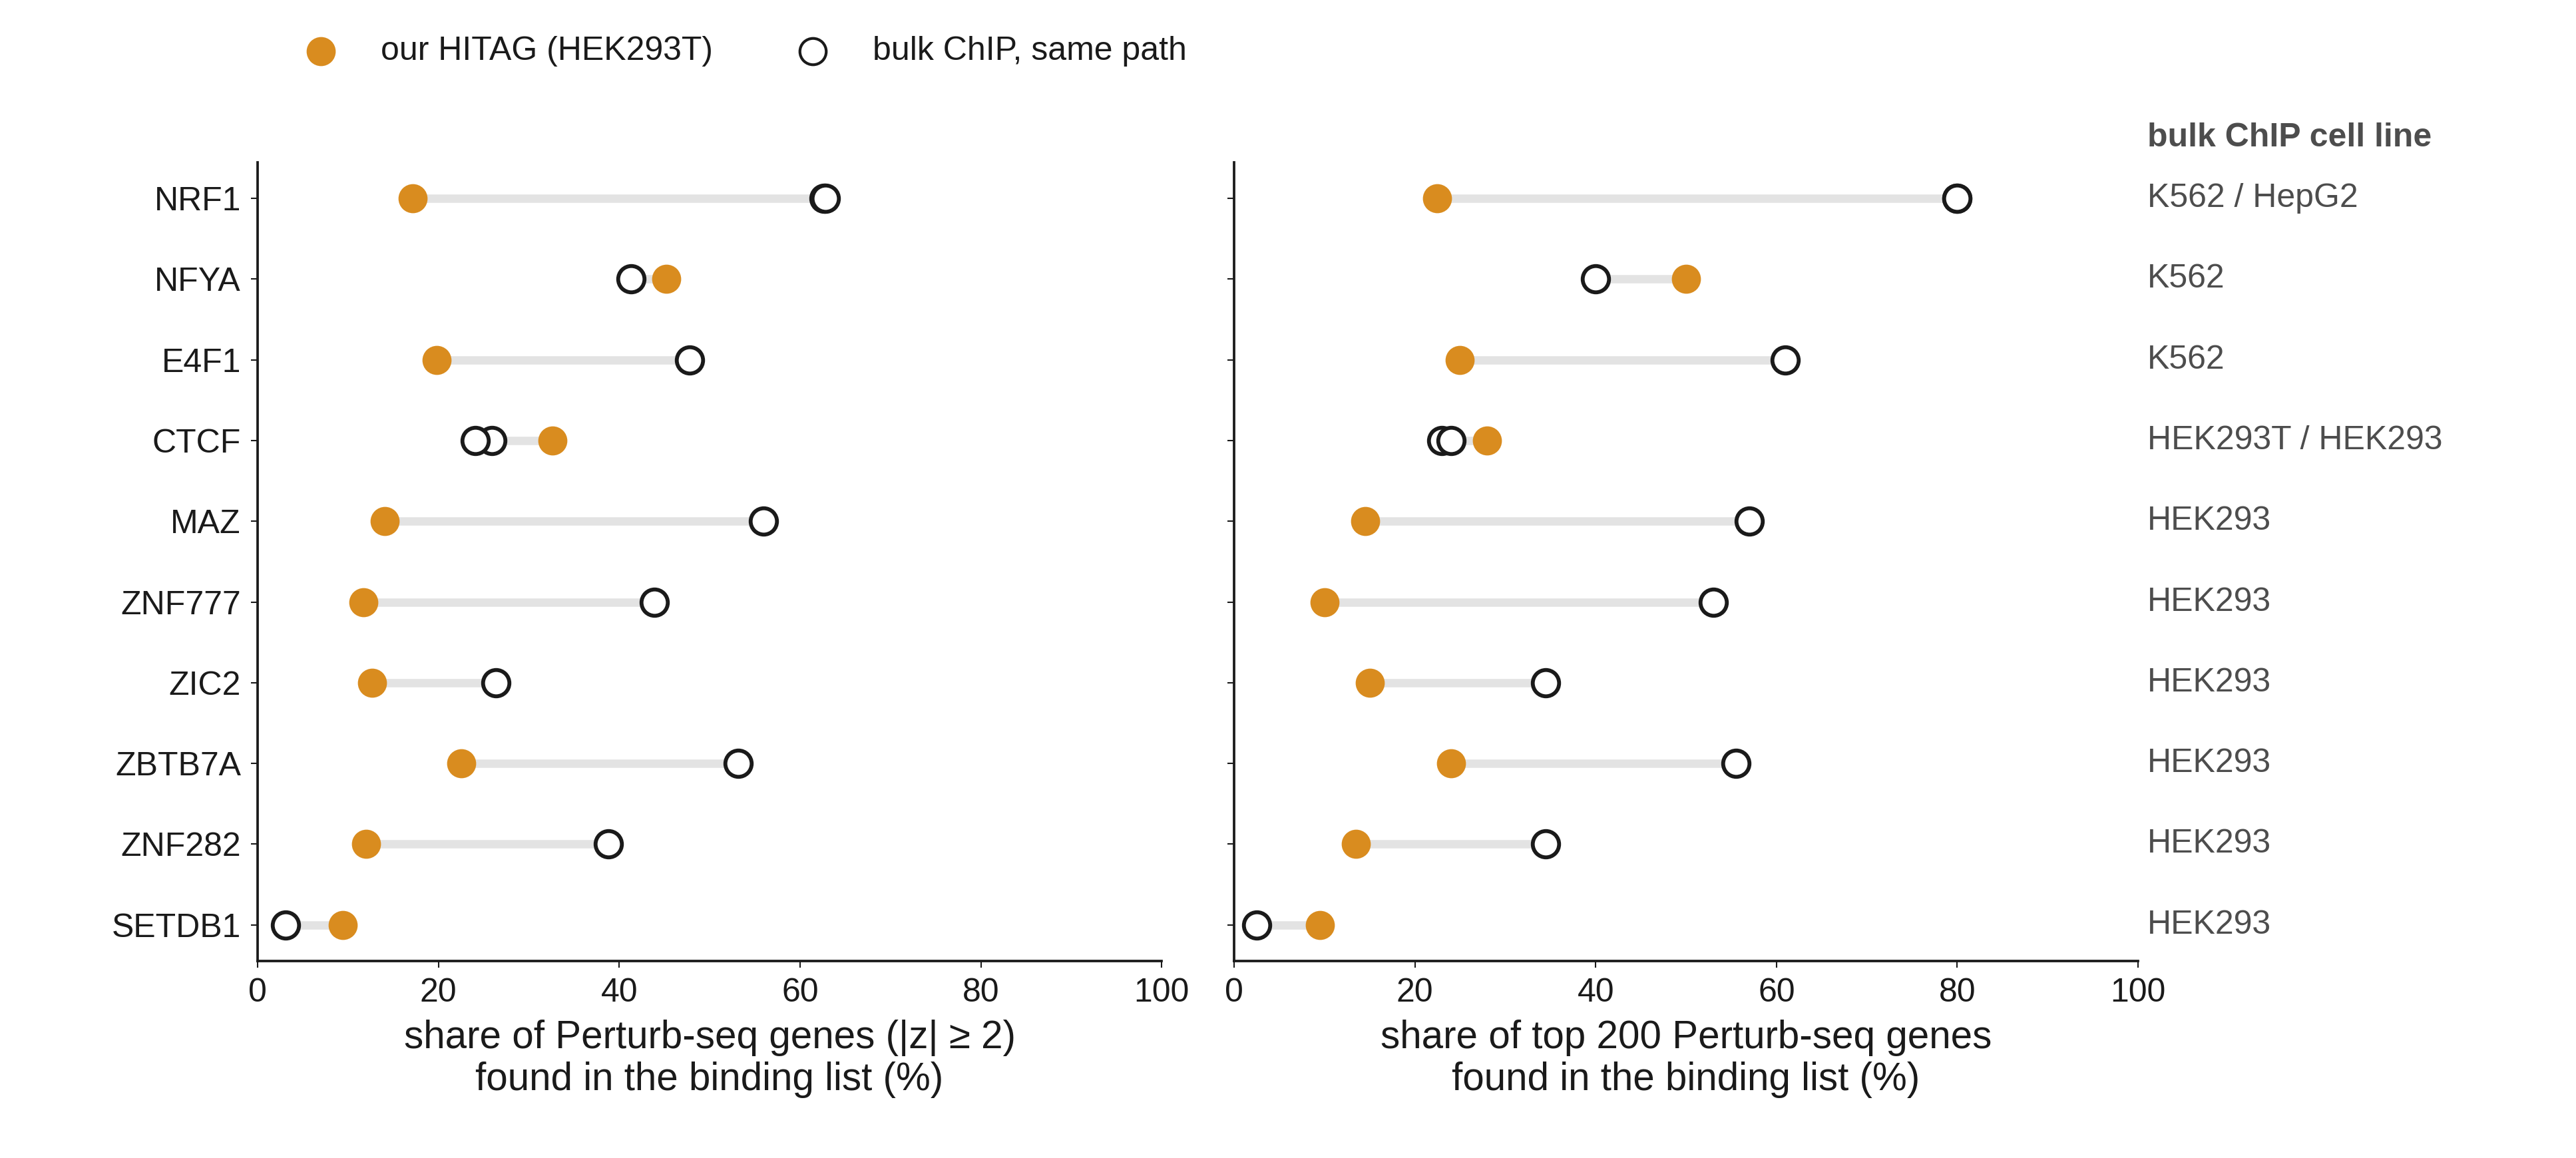 our HITAG (HEK293T)
bulk ChIP, same path
bulk ChIP cell line
NRF1
K562 / HepG2
NFYA
K562
E4F1
K562
CTCF
HEK293T / HEK293
MAZ
HEK293
ZNF777
HEK293
ZIC2
HEK293
ZBTB7A
HEK293
ZNF282
HEK293
SETDB1
HEK293
0 20 40 60 80 100
0 20 40 60 80 100
share of Perturb-seq genes (|z| ≥ 2)
found in the binding list (%)
share of top 200 Perturb-seq genes
found in the binding list (%)